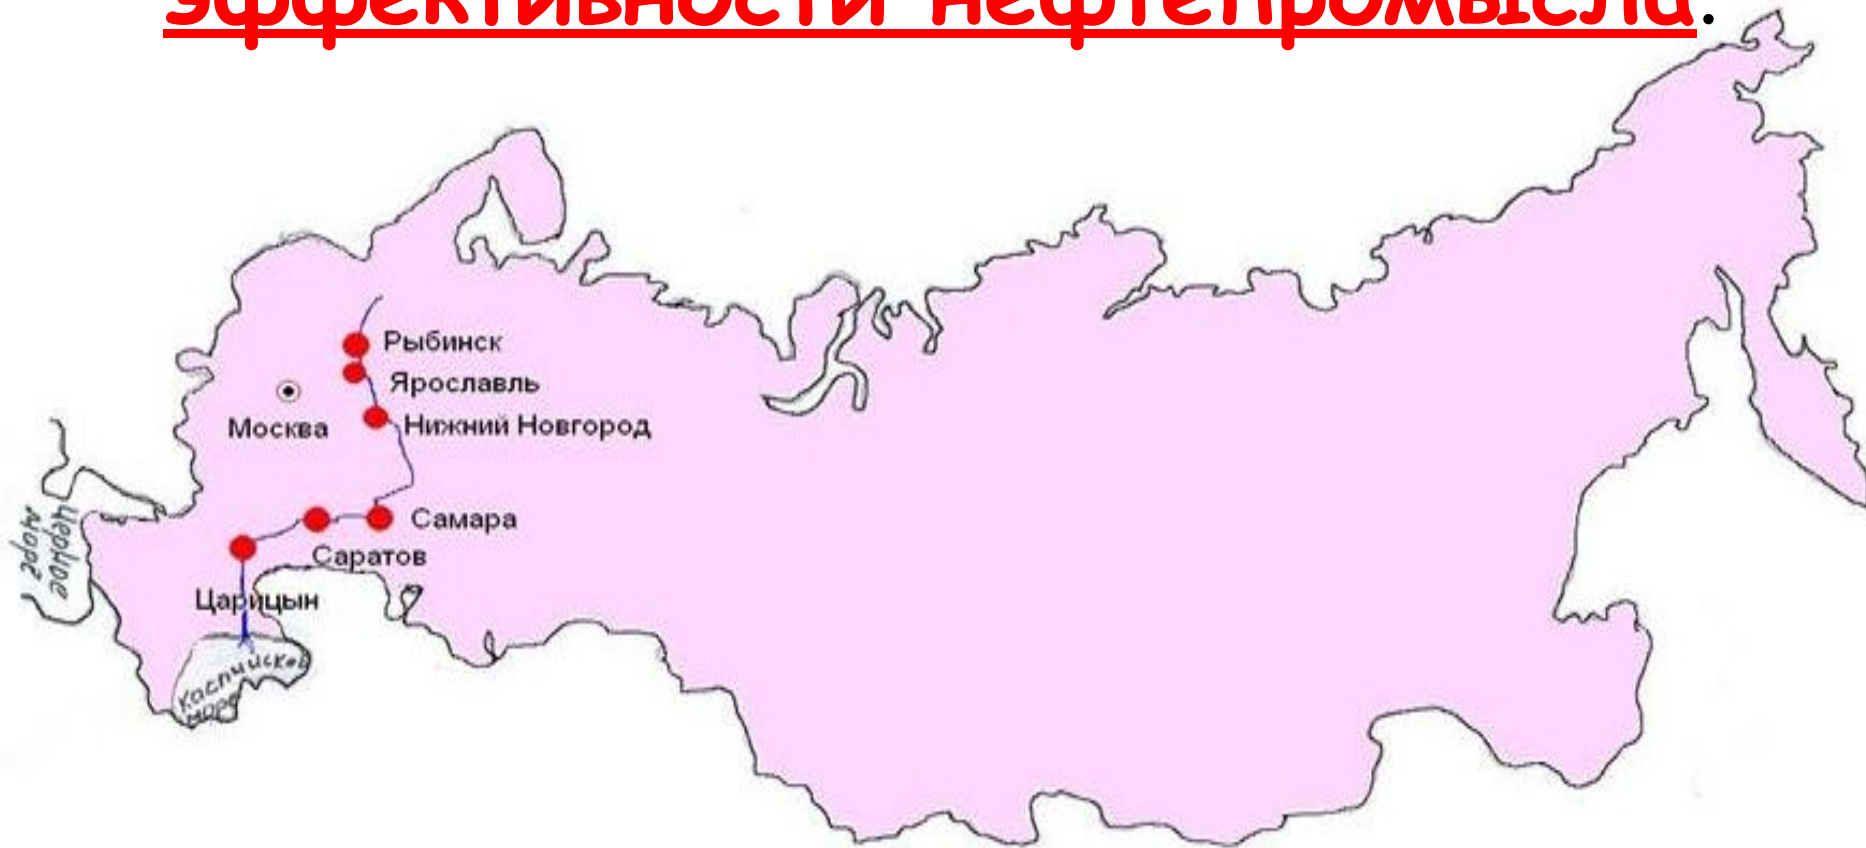 эффективности нефтепромысла.
Рыбинск
Ярославль
Москва
Нижний Новгород
Самара
Саратов
Царицын
Черное
море
Каспийское
море